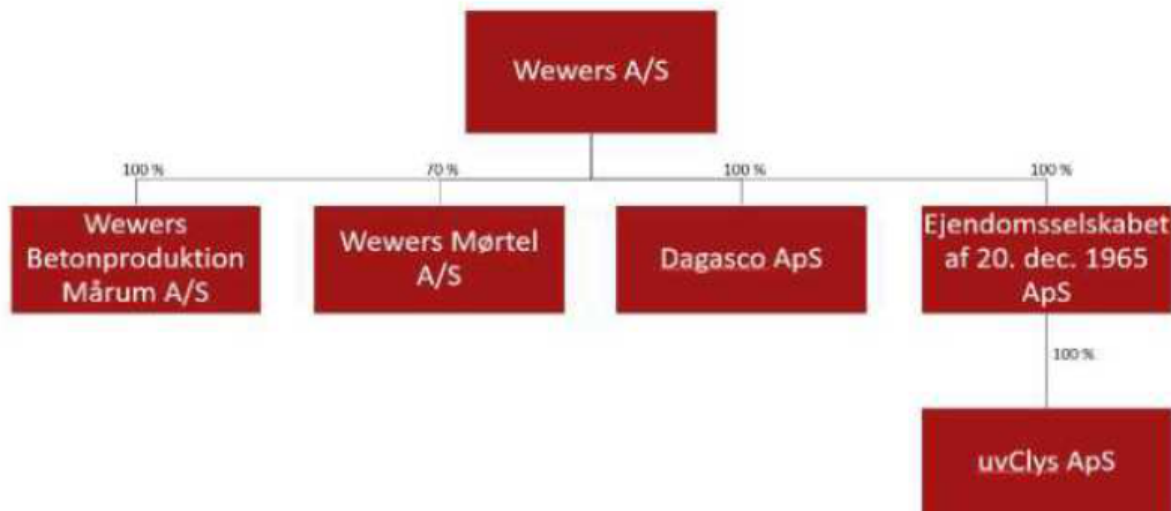 Wewers A/S
100 %
70 %
100 %
100 %
Wewers
Betonproduktion
Mårum A/S
Wewers Mørtel
A/S
Dagasco ApS
Ejendomsselskabet
af 20. dec. 1965
ApS
100 %
uvClys ApS